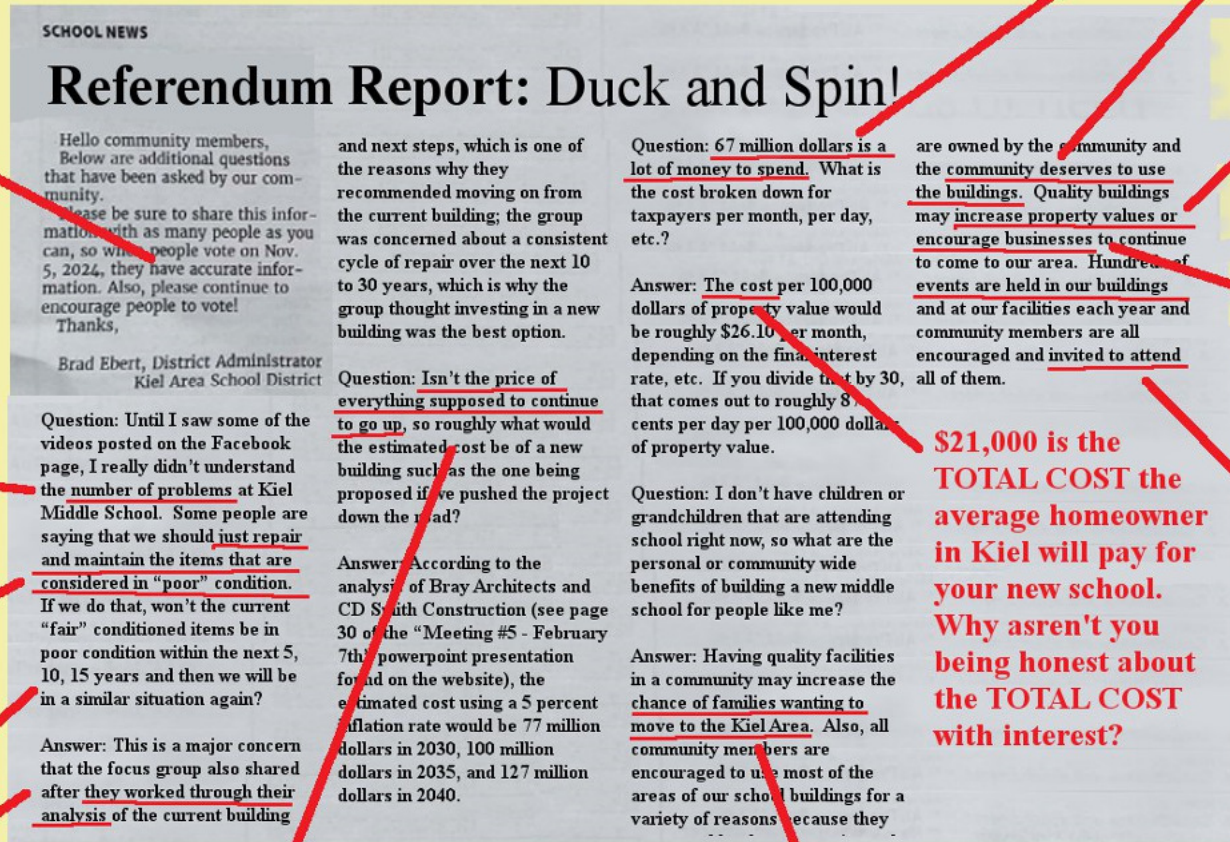 SCHOOL NEWS
Referendum Report: Duck and Spin!
Hello community members,
Below are additional questions
that have been asked by our com-
munity.
Please be sure to share this infor-
mation with as many people as you
can, so when people vote on Nov.
5, 2024, they have accurate infor-
mation. Also, please continue to
encourage people to vote!
Thanks,
Brad Ebert, District Administrator
Kiel Area School District
Question: Until I saw some of the
videos posted on the Facebook
page, I really didn't understand
the number of problems at Kiel
Middle School. Some people are
saying that we should just repair
and maintain the items that are
considered in "poor" condition.
If we do that, won't the current
"fair" conditioned items be in
poor condition within the next 5,
10, 15 years and then we will be
in a similar situation again?
Answer: This is a major concern
that the focus group also shared
after they worked through their
analysis of the current building
and next steps, which is one of
the reasons why they
recommended moving on from
the current building; the group
was concerned about a consistent
cycle of repair over the next 10
to 30 years, which is why the
group thought investing in a new
building was the best option.
Question: Isn't the price of
everything supposed to continue
to go up, so roughly what would
the estimated cost be of a new
building such as the one being
proposed if we pushed the project
down the road?
Answer: According to the
analysis of Bray Architects and
CD Smith Construction (see page
30 of the "Meeting #5 - February
7th" powerpoint presentation
found on the website), the
estimated cost using a 5 percent
inflation rate would be 77 million
dollars in 2030, 100 million
dollars in 2035, and 127 million
dollars in 2040.
Question: 67 million dollars is a
lot of money to spend. What is
the cost broken down for
taxpayers per month, per day,
etc.?
Answer: The cost per 100,000
dollars of property value would
be roughly $26.10 per month,
depending on the final interest
rate, etc. If you divide that by 30,
that comes out to roughly 87
cents per day per 100,000 dollars
of property value.
Question: I don't have children or
grandchildren that are attending
school right now, so what are the
personal or community wide
benefits of building a new middle
school for people like me?
Answer: Having quality facilities
in a community may increase the
chance of families wanting to
move to the Kiel Area. Also, all
community members are
encouraged to use most of the
areas of our school buildings for a
variety of reasons because they
are owned by the community and
the community deserves to use
the buildings. Quality buildings
may increase property values or
encourage businesses to continue
to come to our area. Hundreds of
events are held in our buildings
and at our facilities each year and
community members are all
encouraged and invited to attend
all of them.
$21,000 is the
TOTAL COST the
average homeowner
in Kiel will pay for
your new school.
Why asren't you
being honest about
the TOTAL COST
with interest?